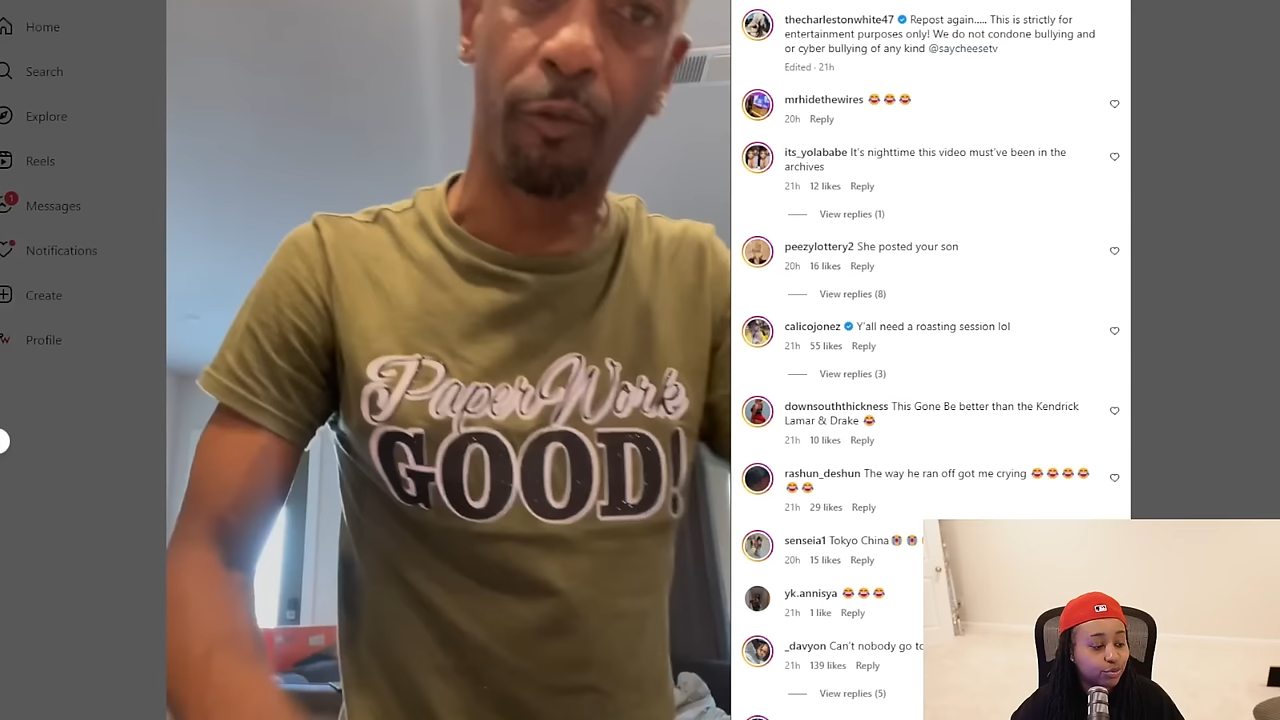 Home
Search
Explore
Reels
1
Messages
Notifications
Create
Profile
PaperWork
GOOD!
thecharlestonwhite47 Repost again..... This is strictly for
entertainment purposes only! We do not condone bullying and
or cyber bullying of any kind @saycheesetv
Edited · 21h
mrhidethewires 😂😂😂
20h Reply
its_yolababe It's nighttime this video must've been in the
archives
21h 12 likes Reply
View replies (1)
peezylottery2 She posted your son
20h 16 likes Reply
View replies (8)
calicojonez Y'all need a roasting session lol
21h 55 likes Reply
View replies (3)
downsouththickness This Gone Be better than the Kendrick
Lamar & Drake 😂
21h 10 likes Reply
rashun_deshun The way he ran off got me crying 😂😂😂😂
😂😂
21h 29 likes Reply
senseia1 Tokyo China
20h 15 likes Reply
yk.annisya 😂😂😂
21h 1 like Reply
_davyon Can't nobody go to
21h 139 likes Reply
View replies (5)